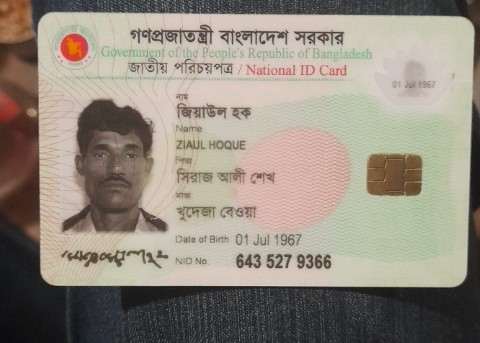 গণপ্রজাতন্ত্রী বাংলাদেশ সরকার
Government of the People's Republic of Bangladesh
জাতীয় পরিচয়পত্র / National ID Card
01 Jul 1967
নাম
জিয়াউল হক
Name
ZIAUL HOQUE
পিতা
সিরাজ আলী শেখ
মাতা
খুদেজা বেওয়া
Date of Birth 01 Jul 1967
NID No. 643 527 9366